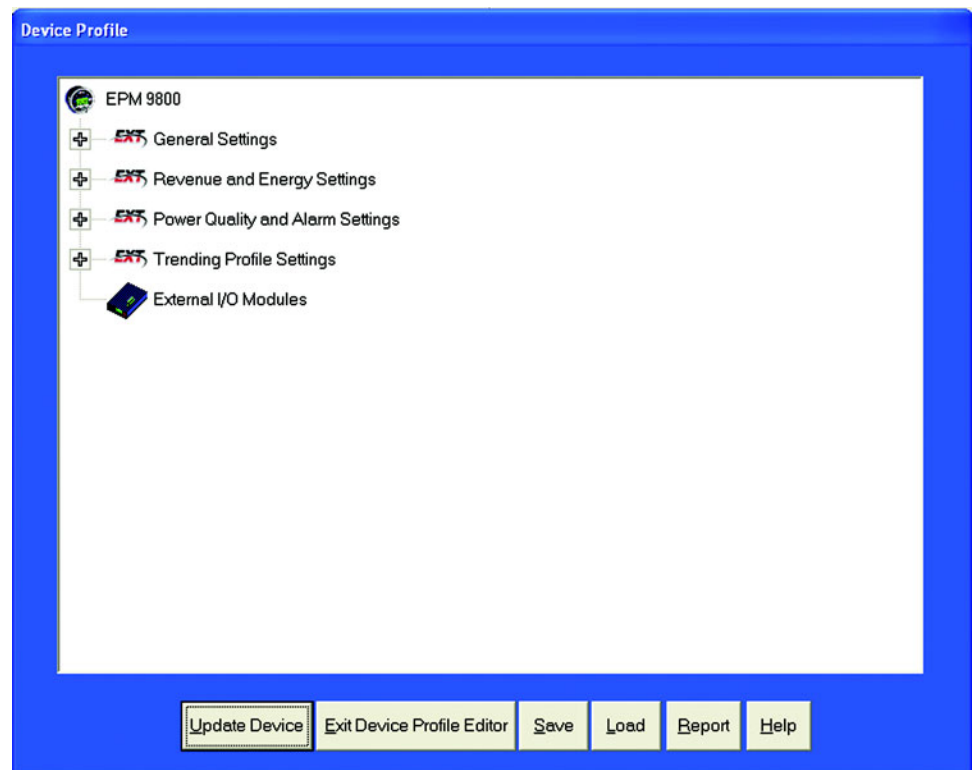 Device Profile
EPM 9800
EXT General Settings
EXT Revenue and Energy Settings
EXT Power Quality and Alarm Settings
EXT Trending Profile Settings
External I/O Modules
Update Device Exit Device Profile Editor Save Load Report Help